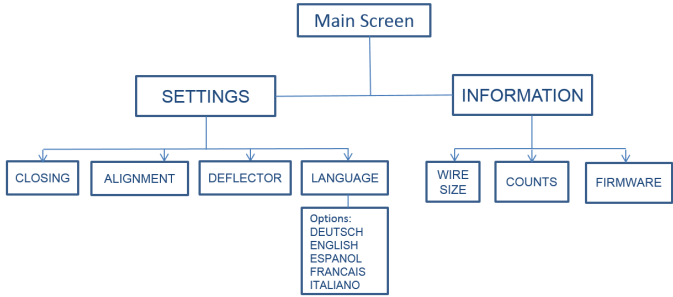 Main Screen
SETTINGS
INFORMATION
CLOSING
ALIGNMENT
DEFLECTOR
LANGUAGE
WIRE
SIZE
COUNTS
FIRMWARE
Options:
DEUTSCH
ENGLISH
ESPANOL
FRANCAIS
ITALIANO